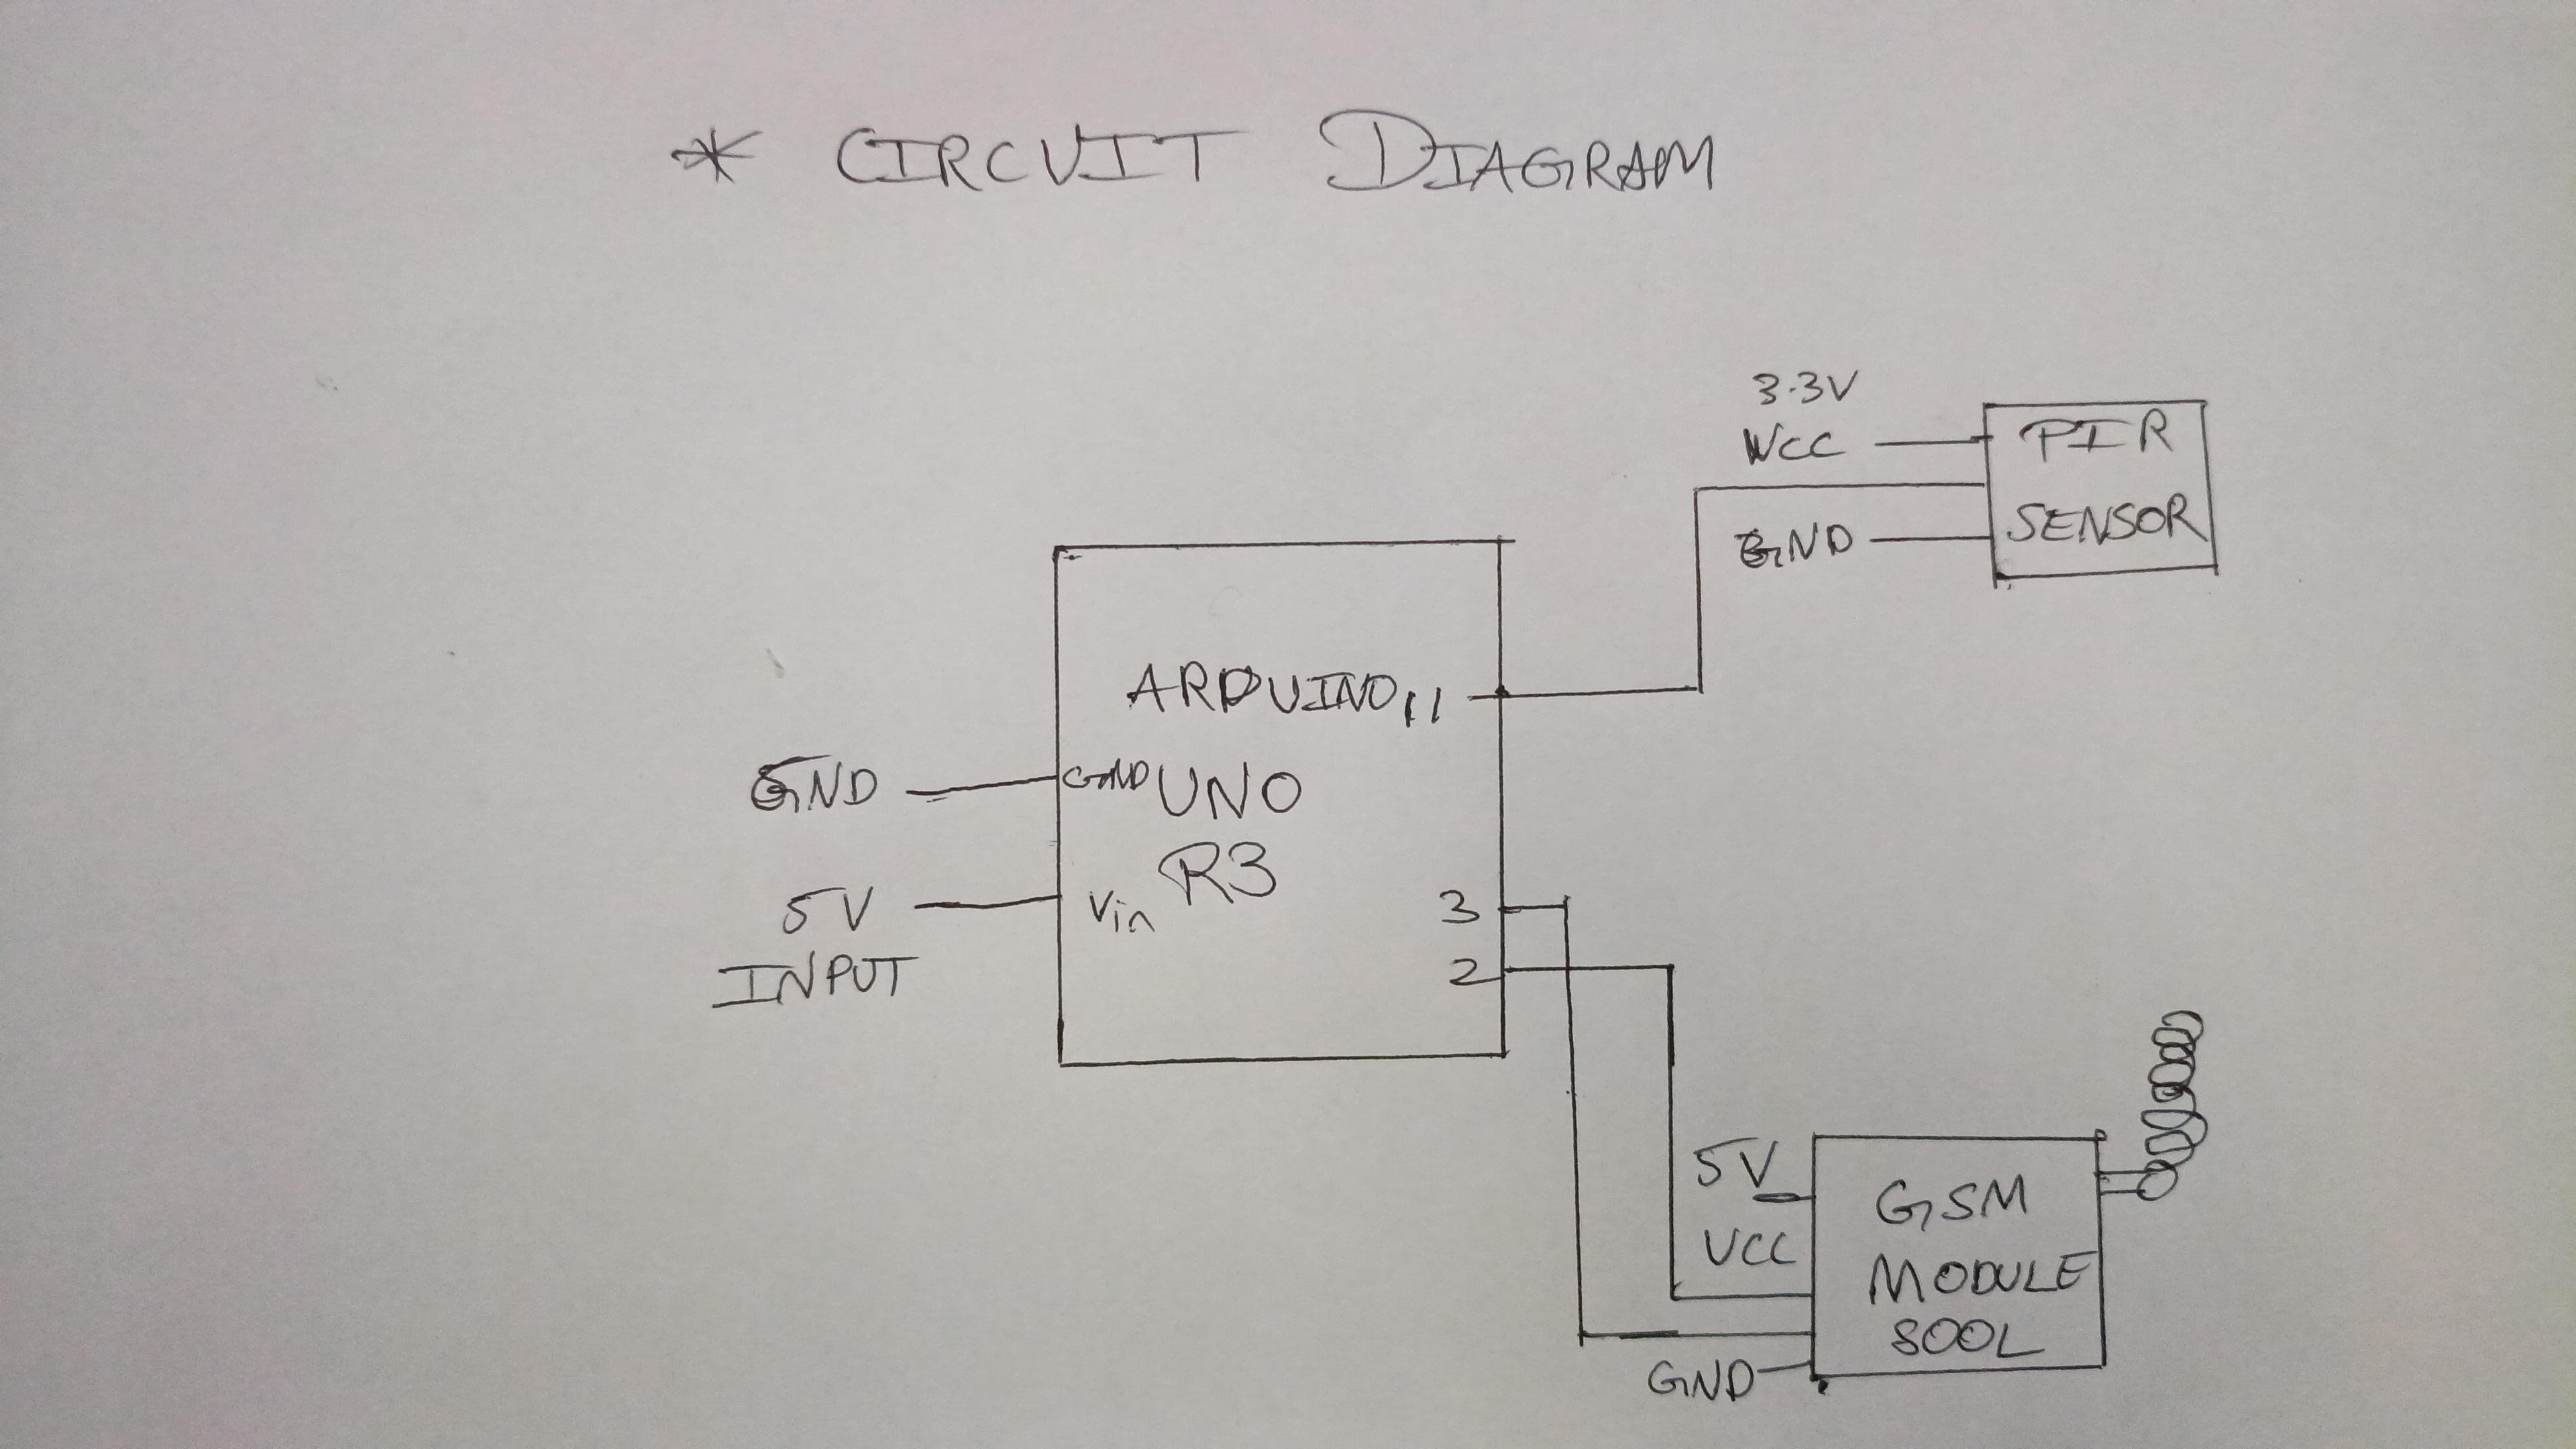 * CIRCUIT DIAGRAM
3.3V
VCC
PIR
GND
SENSOR
ARDUINO 11
GND
GND UNO
R3
5V
Vin
INPUT
3
2
5V
VCC
GSM
MODULE
800L
GND